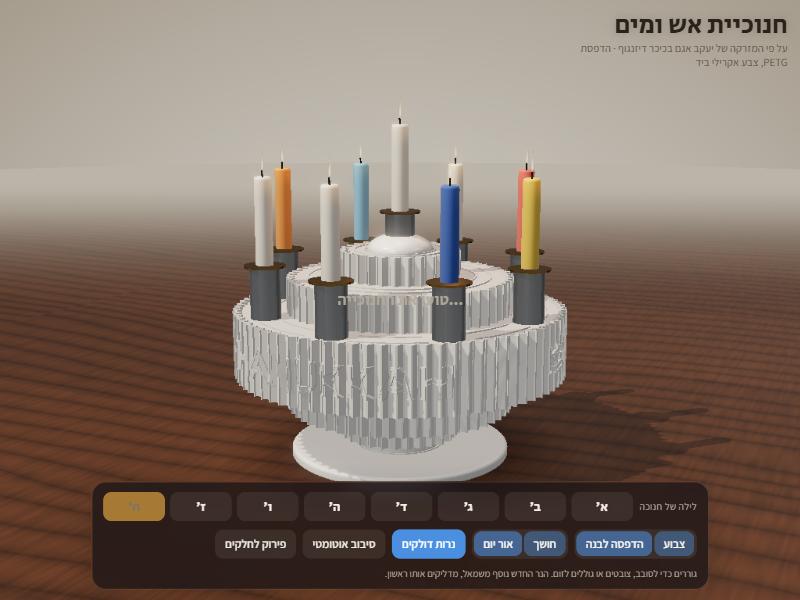 חנוכיית אש ומים
על פי המזרקה של יעקב אגם בכיכר דיזנגוף · הדפסת
PETG, צבע אקרילי ביד
לילה של חנוכה
א׳
ב׳
ג׳
ד׳
ה׳
ו׳
ז׳
ח׳
צבוע
הדפסה לבנה
חושך
אור יום
נרות דולקים
סיבוב אוטומטי
פירוק לחלקים
גוררים כדי לסובב, צובטים או גוללים לזום. הנר החדש נוסף משמאל, מדליקים אותו ראשון.